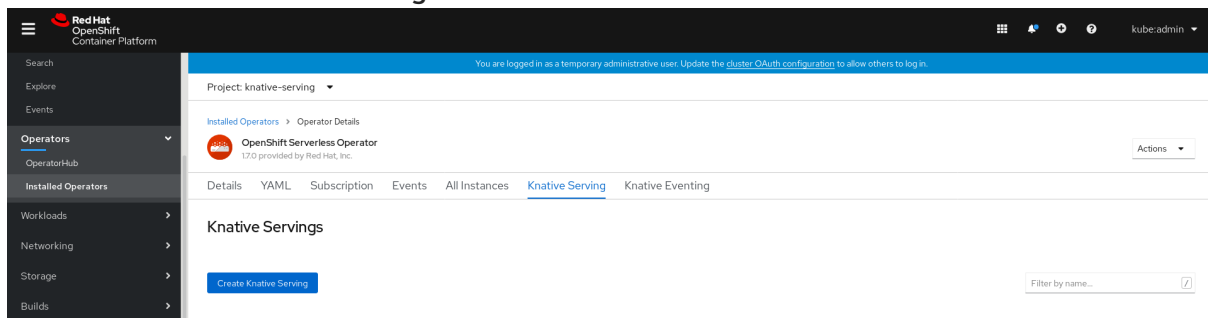 Red Hat
OpenShift
Container Platform
kube:admin
Search
Explore
Events
Operators
OperatorHub
Installed Operators
Workloads
Networking
Storage
Builds
You are logged in as a temporary administrative user. Update the cluster OAuth configuration to allow others to log in.
Project: knative-serving
Installed Operators > Operator Details
OpenShift Serverless Operator
1.7.0 provided by Red Hat, Inc.
Actions
Details YAML Subscription Events All Instances Knative Serving Knative Eventing
Knative Servings
Create Knative Serving
Filter by name... /